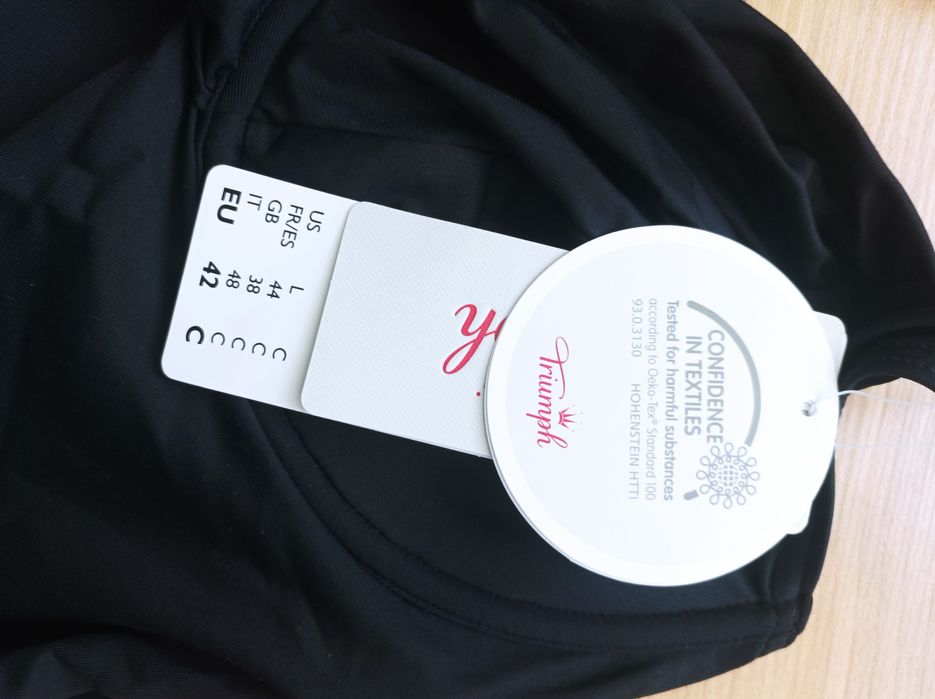 US L C
FR/ES 44 C
GB 38 C
IT 48 C
EU 42 C
CONFIDENCE
IN TEXTILES
Tested for harmful substances
according to Oeko-Tex® Standard 100
93.0.3130 HOHENSTEIN HTTI
Triumph